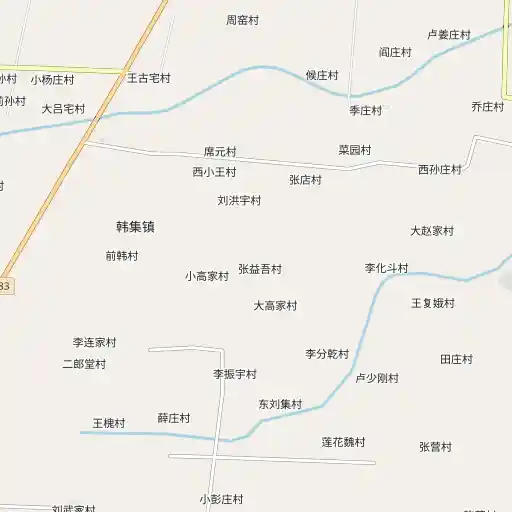 周窑村
卢姜庄村
阎庄村
候庄村
小杨庄村
王古宅村
大吕宅村
季庄村
乔庄村
席元村
菜园村
西小王村
张店村
西孙庄村
刘洪宇村
韩集镇
大赵家村
前韩村
小高家村
张益吾村
李化斗村
83
大高家村
王复娥村
李连家村
二郎堂村
李分乾村
田庄村
李振宇村
卢少刚村
东刘集村
王槐村
薛庄村
莲花魏村
张营村
小彭庄村
刘武家村